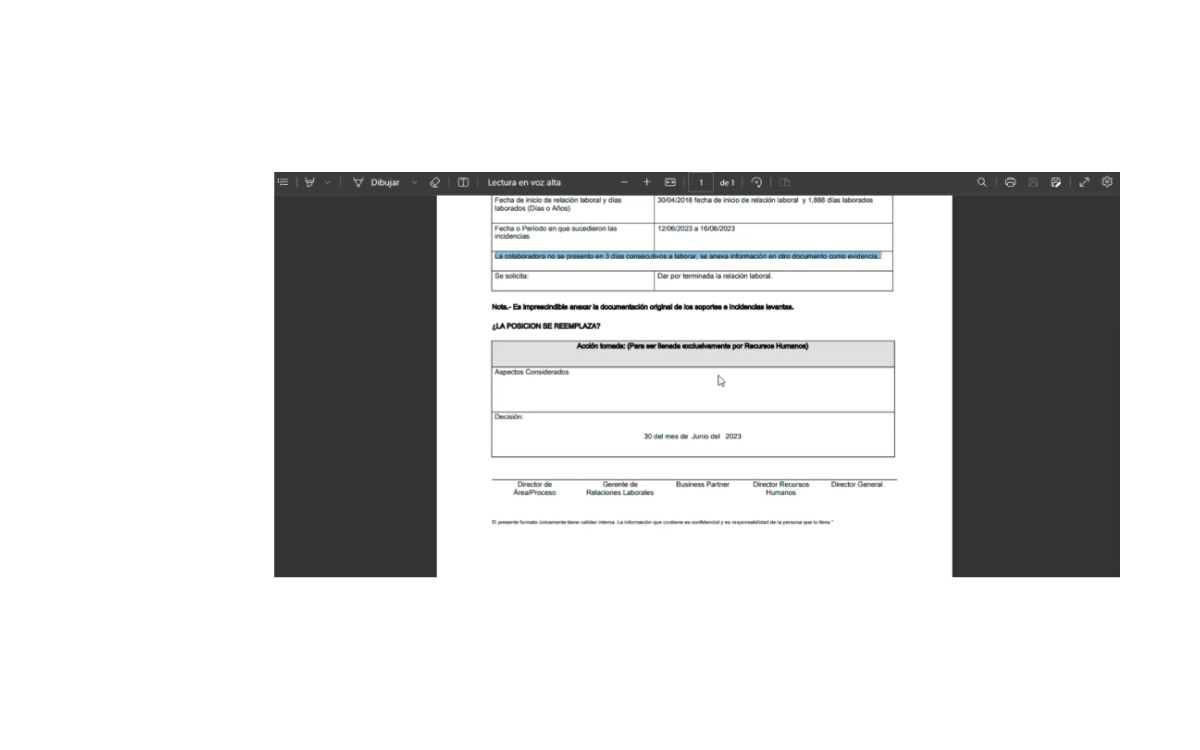 Dibujar
Lectura en voz alta
1 de 1
Fecha de inicio de relación laboral y días
laborados (Días o Años)
30/04/2018 fecha de inicio de relación laboral y 1,888 días laborados
Fecha o Periodo en que sucedieron las
incidencias
12/06/2023 a 16/06/2023
La colaboradora no se presento en 3 días consecutivos a laborar, se anexa información en otro documento como evidencia.
Se solicita:
Dar por terminada la relación laboral.
Nota.- Es imprescindible anexar la documentación original de los soportes e incidencias levantas.
¿LA POSICION SE REEMPLAZA?
Acción tomada: (Para ser llenada exclusivamente por Recursos Humanos)
Aspectos Considerados
Decisión:
30 del mes de Junio del 2023
Director de
Área/Proceso
Gerente de
Relaciones Laborales
Business Partner
Director Recursos
Humanos
Director General.
El presente formato únicamente tiene validez interna. La información que contiene es confidencial y es responsabilidad de la persona que lo llena."